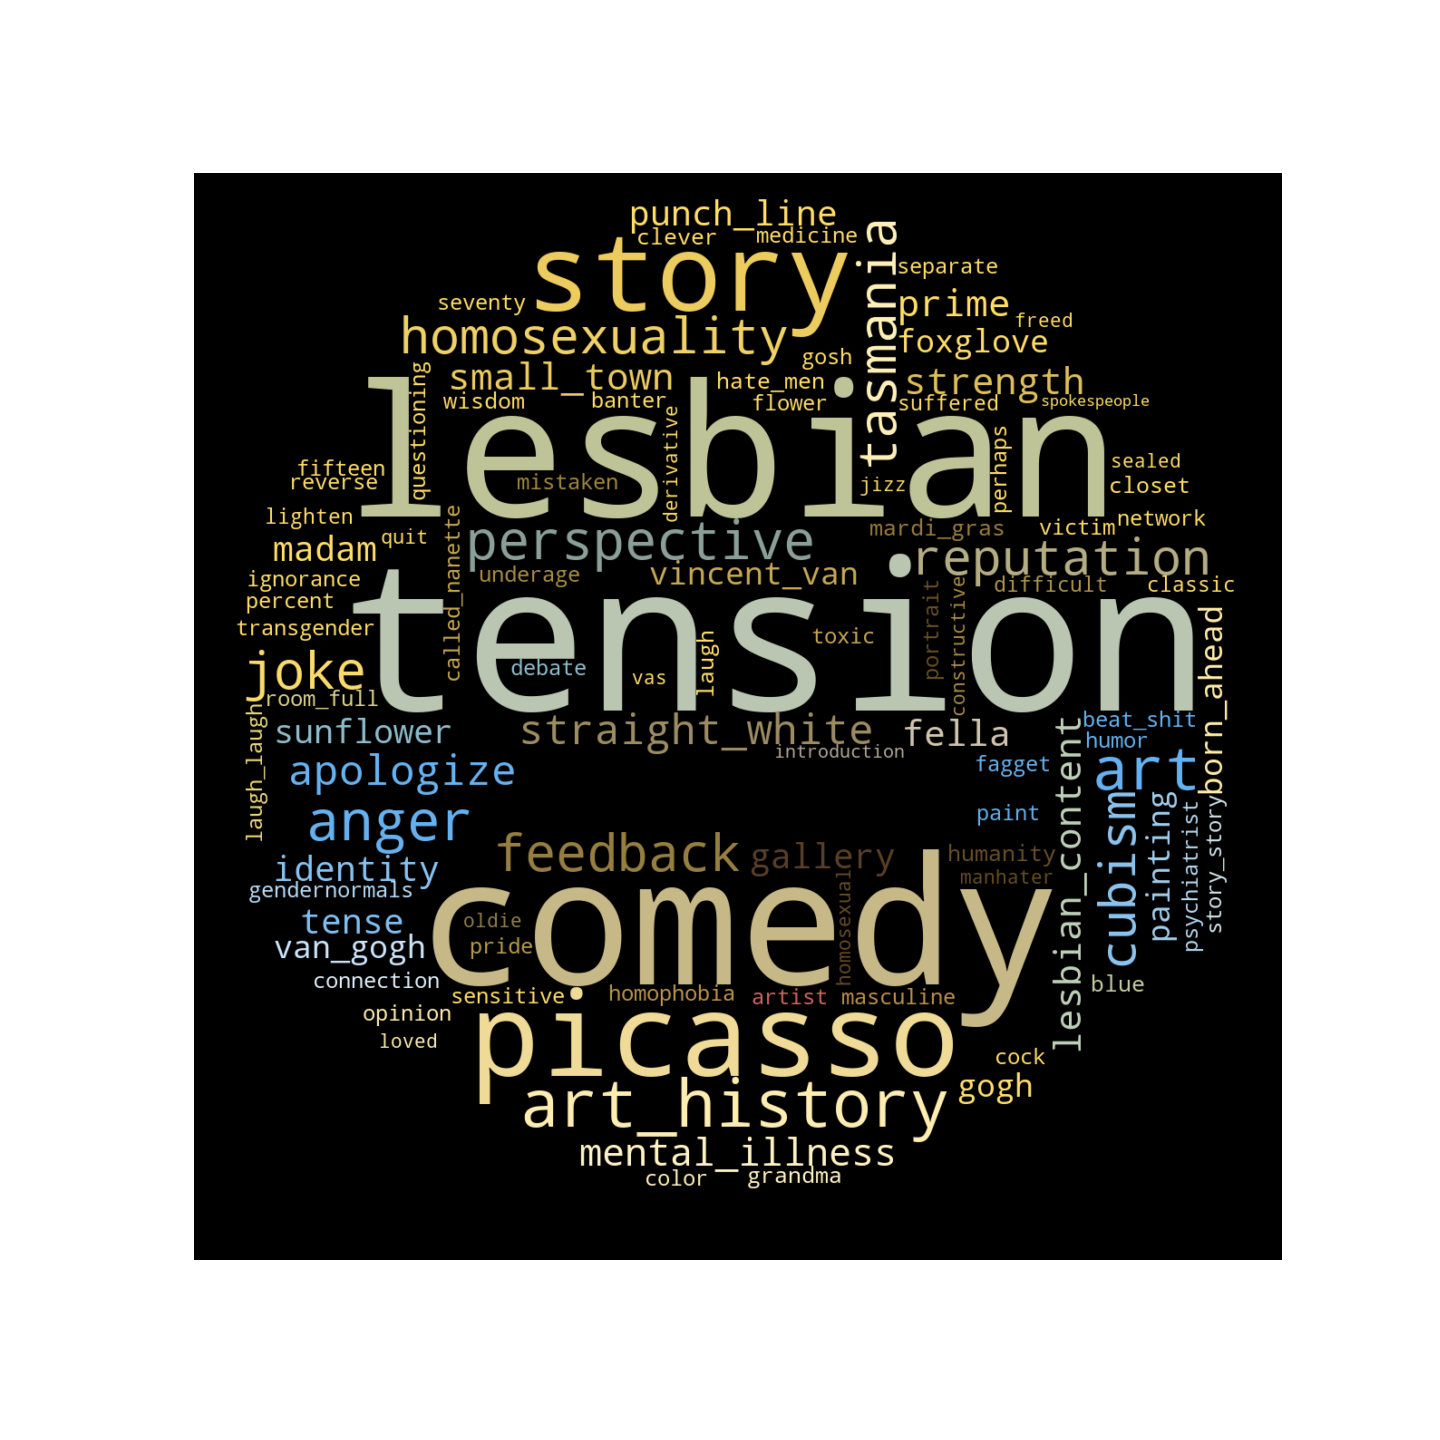 punch_line
clever
medicine
story
tasmania
separate
seventy
prime
freed
homosexuality
foxglove
gosh
small_town
hate_men
strength
questioning
wisdom
banter
flower
suffered
spokespeople
lesbian
derivative
perhaps
fifteen
reverse
mistaken
jizz
sealed
closet
lighten
quit
madam
called_nanette
perspective
mardi_gras
victim
network
reputation
ignorance
underage
vincent_van
portrait
constructive
difficult
classic
percent
transgender
tension
born_ahead
joke
debate
vas
laugh
toxic
room_full
laugh_laugh
sunflower
straight_white
introduction
fella
lesbian_content
beat_shit
humor
apologize
fagget
art
anger
paint
cubism
painting
psychiatrist
story_story
feedback
gallery
humanity
identity
manhater
gendernormals
comedy
homosexual
tense
oldie
van_gogh
pride
connection
sensitive
homophobia
artist
masculine
blue
opinion
loved
picasso
cock
gogh
art_history
mental_illness
color
grandma